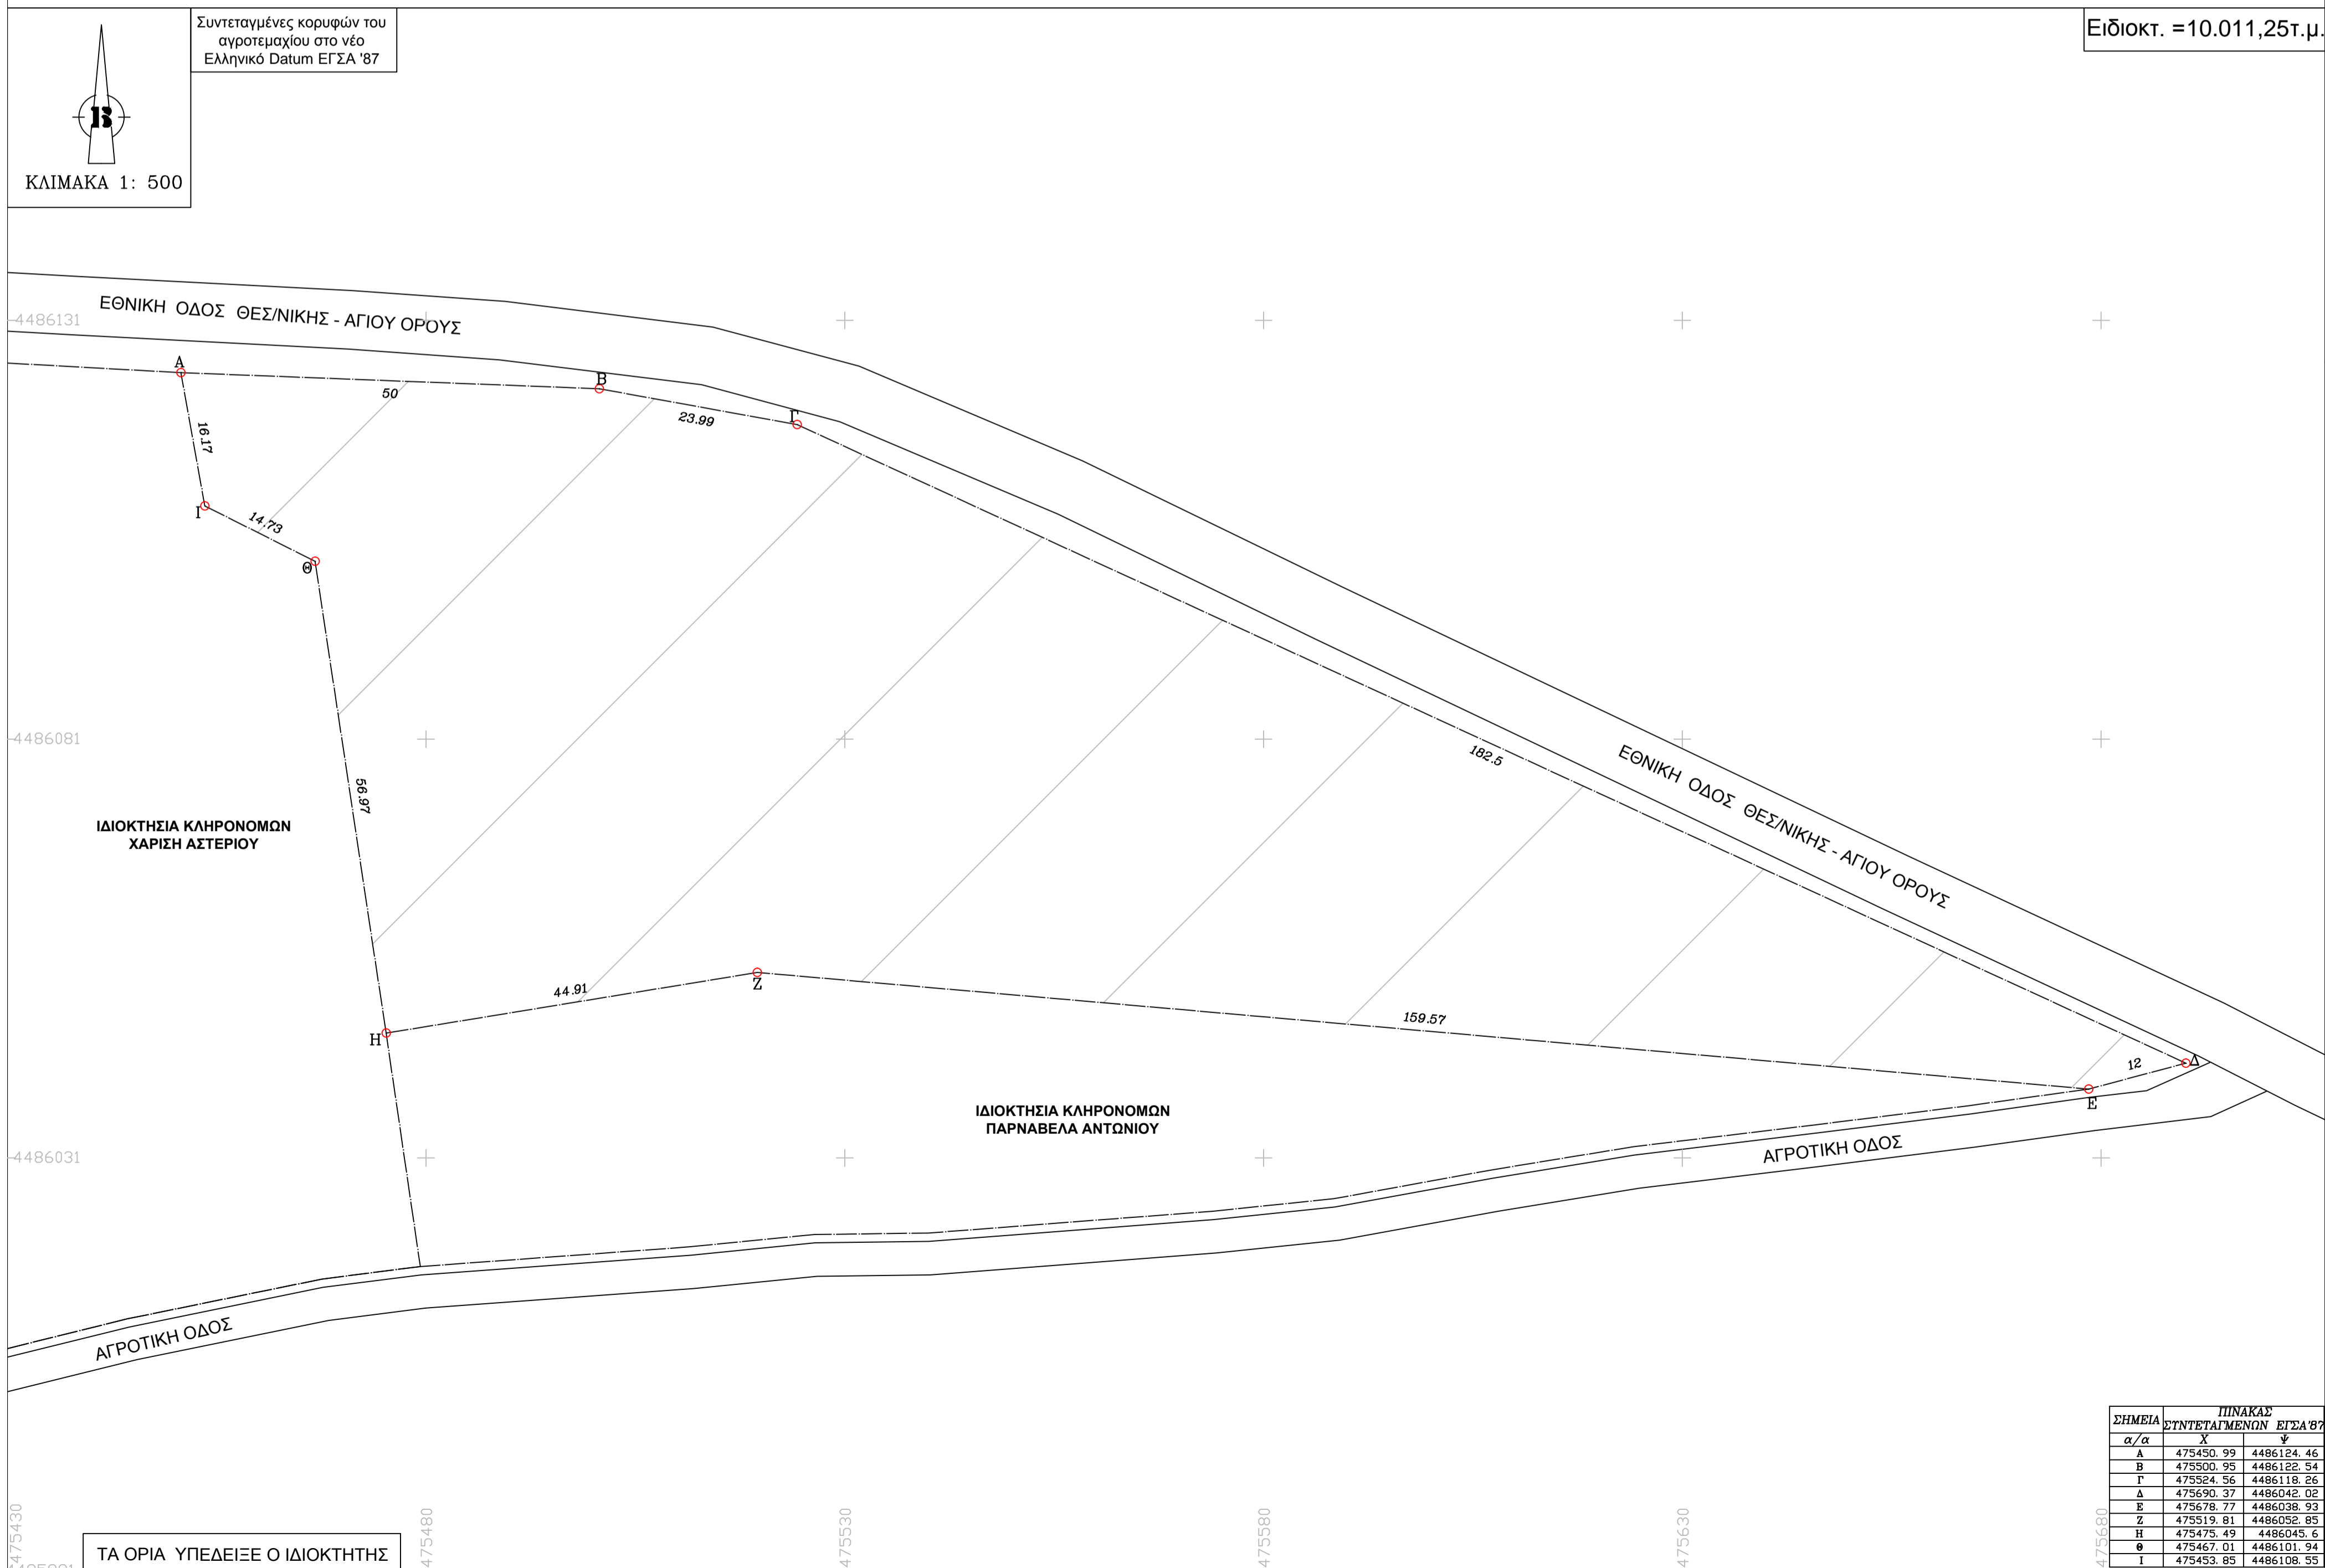 Συντεταγμένες κορυφών του
αγροτεμαχίου στο νέο
Ελληνικό Datum ΕΓΣΑ '87
Ειδιοκτ. =10.011,25τ.μ.
Β
ΚΛΙΜΑΚΑ 1: 500
ΕΘΝΙΚΗ ΟΔΟΣ ΘΕΣ/ΝΙΚΗΣ - ΑΓΙΟΥ ΟΡΟΥΣ
4486131
Α
Β
50
23.99
Γ
16.17
Ι
14.73
Θ
4486081
182.5
ΕΘΝΙΚΗ ΟΔΟΣ ΘΕΣ/ΝΙΚΗΣ - ΑΓΙΟΥ ΟΡΟΥΣ
56.97
ΙΔΙΟΚΤΗΣΙΑ ΚΛΗΡΟΝΟΜΩΝ
ΧΑΡΙΣΗ ΑΣΤΕΡΙΟΥ
44.91
Ζ
159.57
Η
12
Δ
Ε
ΙΔΙΟΚΤΗΣΙΑ ΚΛΗΡΟΝΟΜΩΝ
ΠΑΡΝΑΒΕΛΑ ΑΝΤΩΝΙΟΥ
4486031
ΑΓΡΟΤΙΚΗ ΟΔΟΣ
ΑΓΡΟΤΙΚΗ ΟΔΟΣ
ΣΗΜΕΙΑ ΠΙΝΑΚΑΣ
ΣΥΝΤΕΤΑΓΜΕΝΩΝ ΕΓΣΑ'87
α/α Χ Ψ
Α 475450.99 4486124.46
Β 475500.95 4486122.54
Γ 475524.56 4486118.26
Δ 475690.37 4486042.02
Ε 475678.77 4486038.93
Ζ 475519.81 4486052.85
Η 475475.49 4486045.6
Θ 475467.01 4486101.94
Ι 475453.85 4486108.55
475430
475480
475530
475580
475630
475680
ΤΑ ΟΡΙΑ ΥΠΕΔΕΙΞΕ Ο ΙΔΙΟΚΤΗΤΗΣ